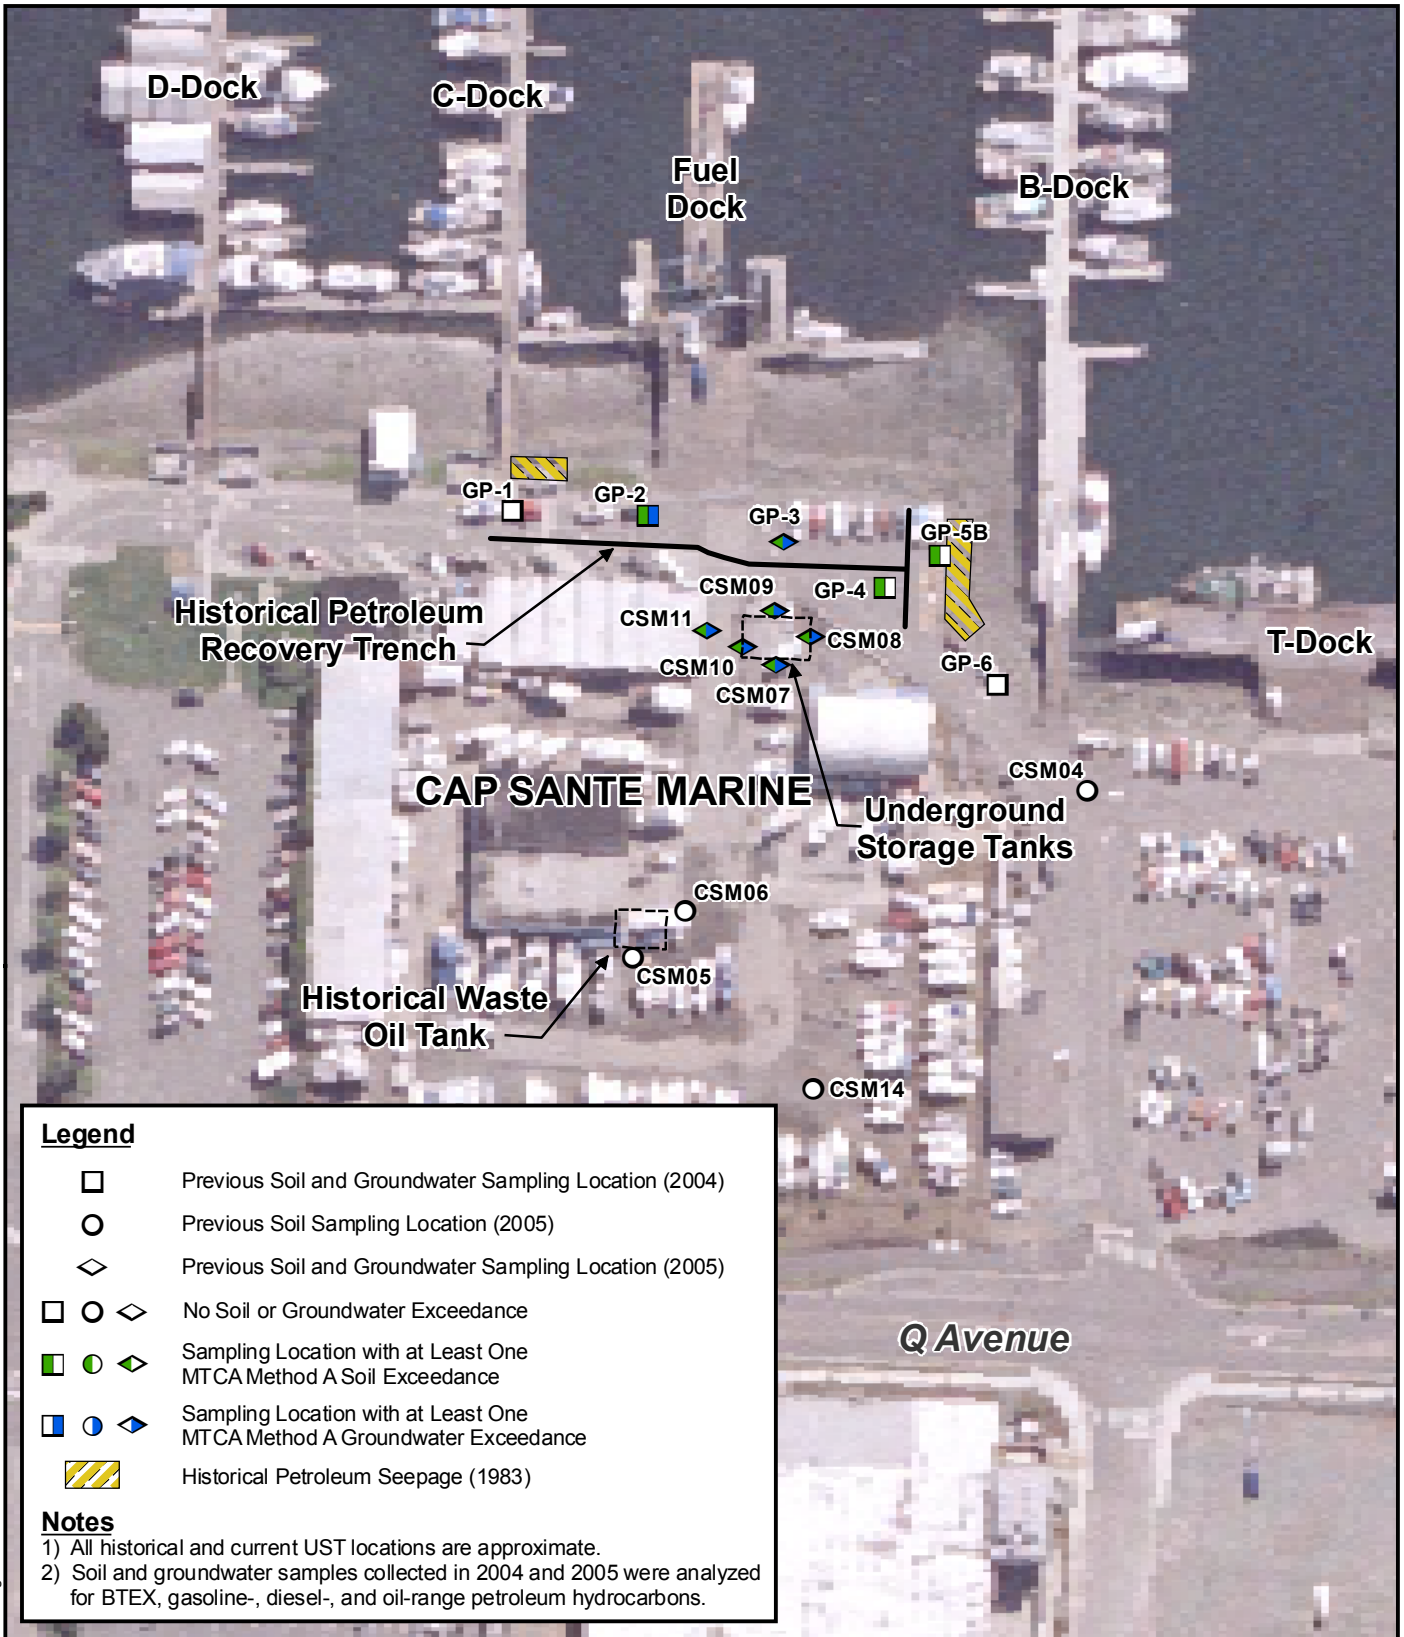 D-Dock
C-Dock
Fuel
Dock
B-Dock
GP-1
GP-2
GP-3
GP-5B
GP-4
CSM09
CSM11
CSM08
CSM10
CSM07
GP-6
Historical Petroleum
Recovery Trench
T-Dock
CSM04
CAP SANTE MARINE
Underground
Storage Tanks
CSM06
CSM05
Historical Waste
Oil Tank
CSM14
Legend
Previous Soil and Groundwater Sampling Location (2004)
Previous Soil Sampling Location (2005)
Previous Soil and Groundwater Sampling Location (2005)
No Soil or Groundwater Exceedance
Sampling Location with at Least One
MTCA Method A Soil Exceedance
Sampling Location with at Least One
MTCA Method A Groundwater Exceedance
Historical Petroleum Seepage (1983)
Notes
1) All historical and current UST locations are approximate.
2) Soil and groundwater samples collected in 2004 and 2005 were analyzed
for BTEX, gasoline-, diesel-, and oil-range petroleum hydrocarbons.
Q Avenue